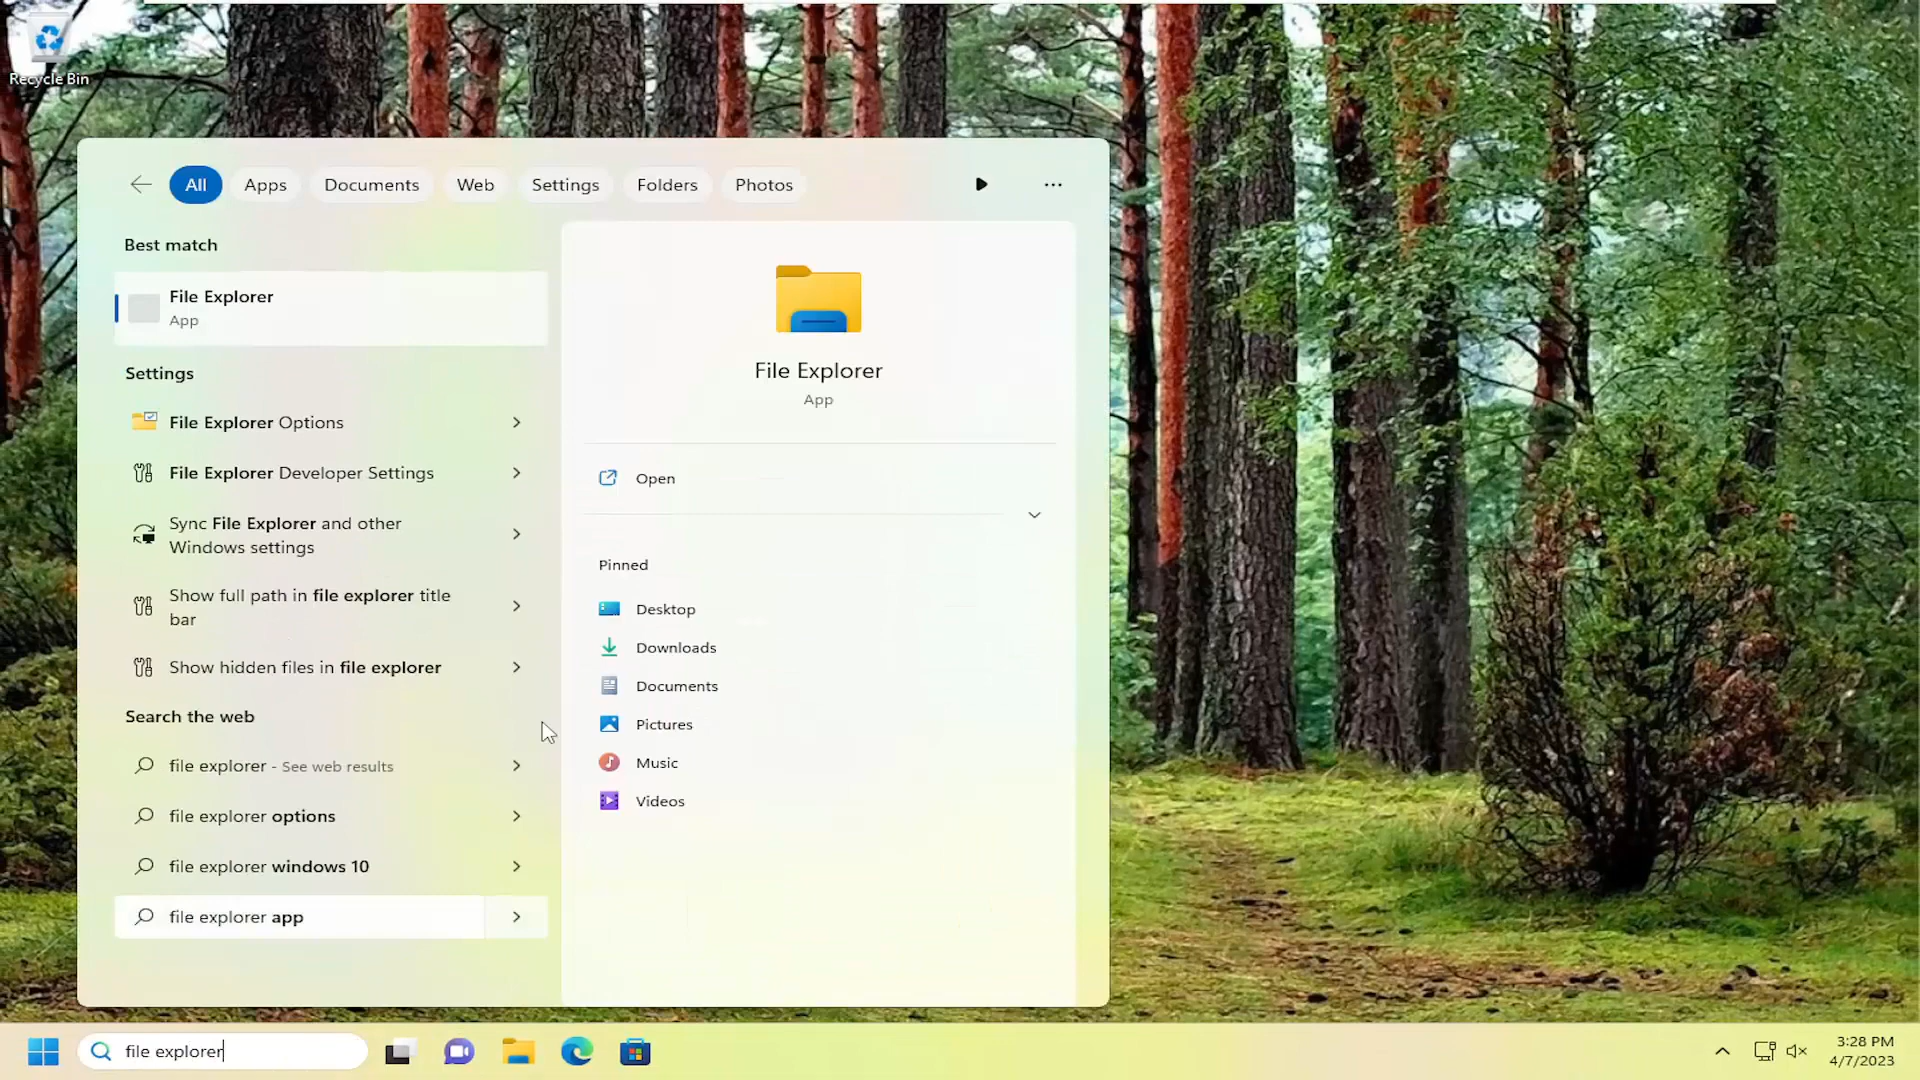 Recycle Bin
All
Apps
Documents
Web
Settings
Folders
Photos
Best match
File Explorer
App
Settings
File Explorer Options
File Explorer Developer Settings
Sync File Explorer and other
Windows settings
Show full path in file explorer title
bar
Show hidden files in file explorer
Search the web
file explorer - See web results
file explorer options
file explorer windows 10
file explorer app
File Explorer
App
Open
Pinned
Desktop
Downloads
Documents
Pictures
Music
Videos
file explorer
3:28 PM
4/7/2023